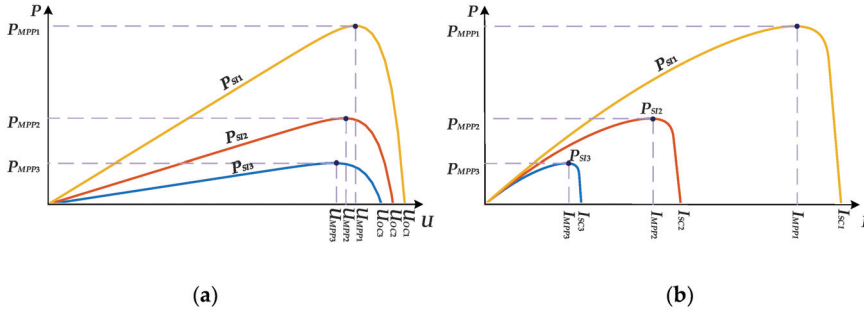 P
P_MPP1
P_SI1
P_MPP2
P_SI2
P_MPP3
P_SI3
U_MPP3
U_MPP2
U_MPP1
U_OC3
U_OC2
U_OC1
u
(a)
P
P_MPP1
P_SI1
P_MPP2
P_SI2
P_MPP3
P_SI3
I_MPP3
I_SC3
I_MPP2
I_SC2
I_MPP1
I_SC1
(b)